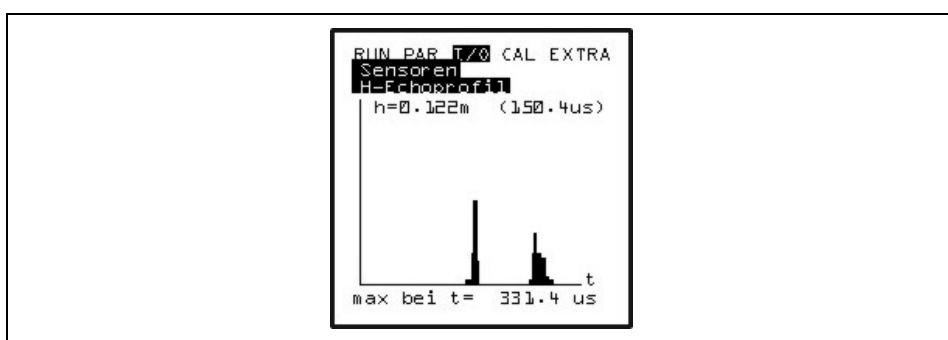 RUN PAR I/O CAL EXTRA
Sensoren
H-Echoprofil
h=0.122m (150.4us)
t
max bei t= 331.4 us